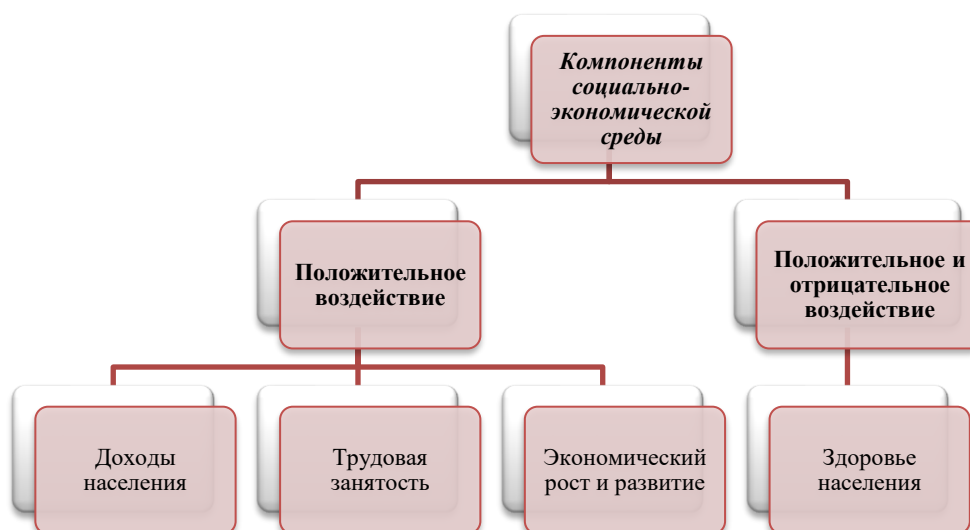 Компоненты
социально-
экономической
среды
Положительное
воздействие
Положительное и
отрицательное
воздействие
Доходы
населения
Трудовая
занятость
Экономический
рост и развитие
Здоровье
населения